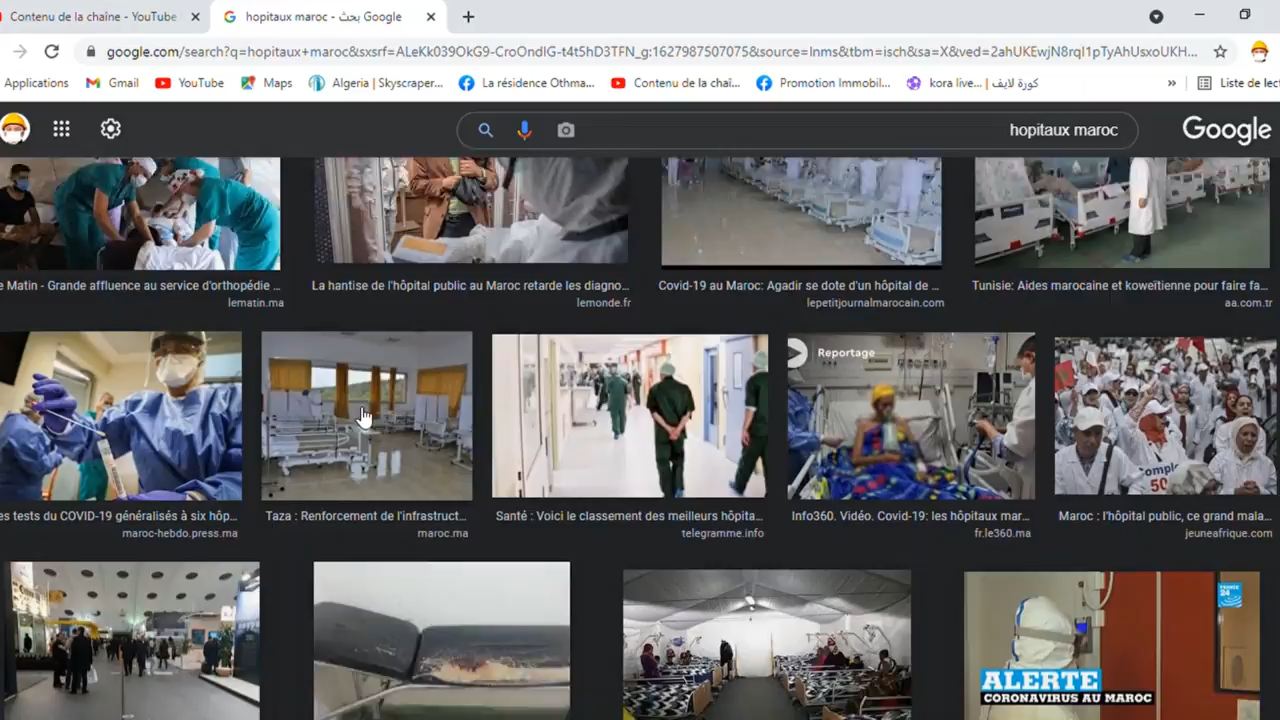 Contenu de la chaîne - YouTube
hopitaux maroc - بحث Google
google.com/search?q=hopitaux+maroc&sxsrf=ALeKk039OkG9-CroOndIG-t4t5hD3TFN_g:1627987507075&source=lnms&tbm=isch&sa=X&ved=2ahUKEwjN8rqI1pTyAhUsxoUKH...
Applications Gmail YouTube Maps Algeria | Skyscraper... La résidence Othma... Contenu de la chaî... Promotion Immobil... kora live... | كورة لايف » Liste de lec
hopitaux maroc Google
e Matin - Grande affluence au service d'orthopédie ...
lematin.ma
La hantise de l'hôpital public au Maroc retarde les diagno...
lemonde.fr
Covid-19 au Maroc: Agadir se dote d'un hôpital de ...
lepetitjournalmarocain.com
Tunisie: Aides marocaine et koweïtienne pour faire fa...
aa.com.tr
Reportage
Comple
50
es tests du COVID-19 généralisés à six hôp...
maroc-hebdo.press.ma
Taza : Renforcement de l'infrastruct...
maroc.ma
Santé : Voici le classement des meilleurs hôpita...
telegramme.info
Info360. Vidéo. Covid-19: les hôpitaux mar...
fr.le360.ma
Maroc : l'hôpital public, ce grand mala...
jeuneafrique.com
FRANCE
24
ALERTE
CORONAVIRUS AU MAROC